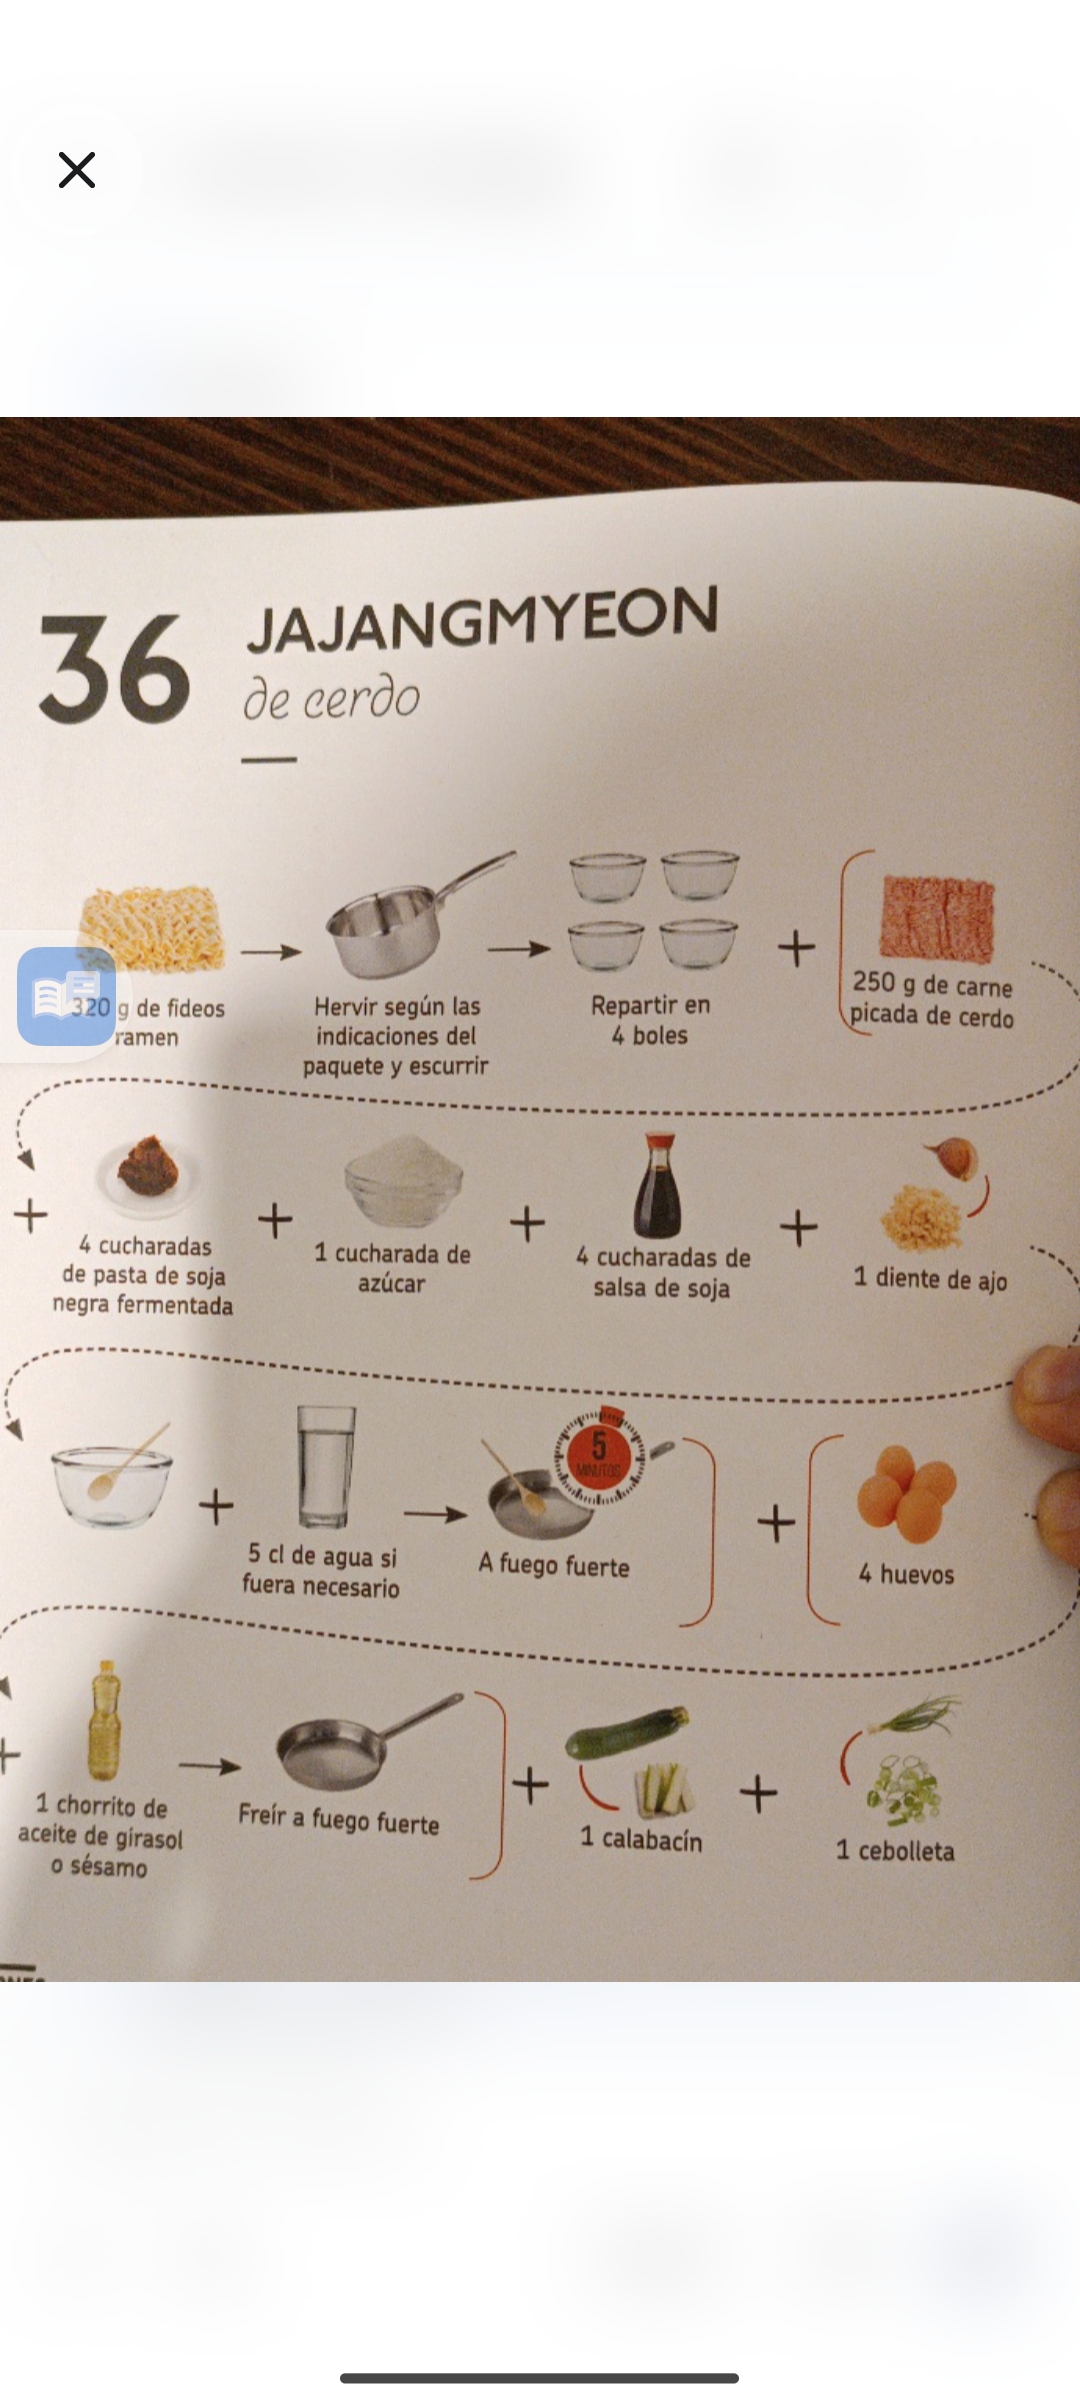 36
JAJANGMYEON
de cerdo
320 g de fideos
ramen
Hervir según las
indicaciones del
paquete y escurrir
Repartir en
4 boles
250 g de carne
picada de cerdo
4 cucharadas
de pasta de soja
negra fermentada
1 cucharada de
azúcar
4 cucharadas de
salsa de soja
1 diente de ajo
5 cl de agua si
fuera necesario
5
MINUTOS
A fuego fuerte
4 huevos
1 chorrito de
aceite de girasol
o sésamo
Freír a fuego fuerte
1 calabacín
1 cebolleta